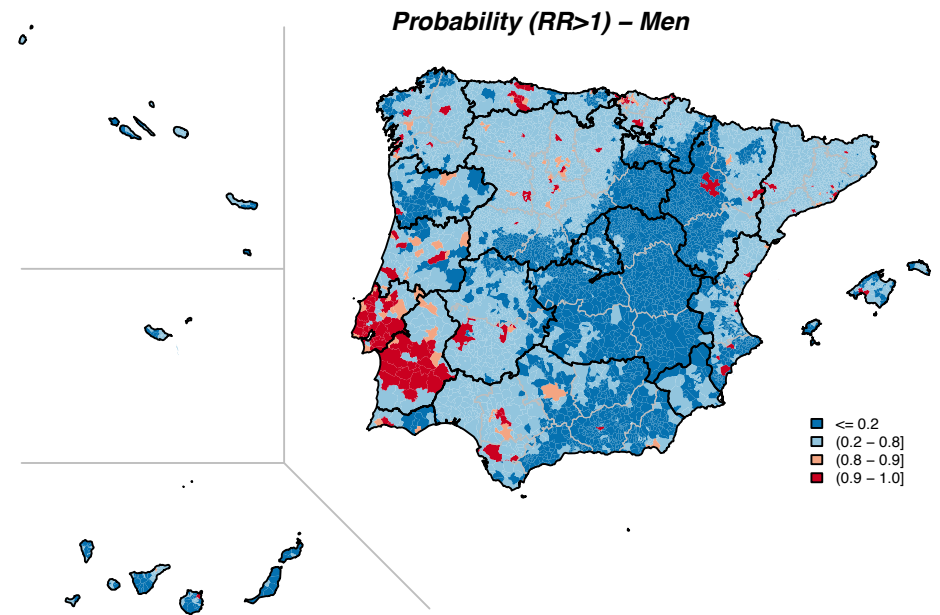 Probability (RR>1) – Men
<= 0.2
(0.2 – 0.8]
(0.8 – 0.9]
(0.9 – 1.0]